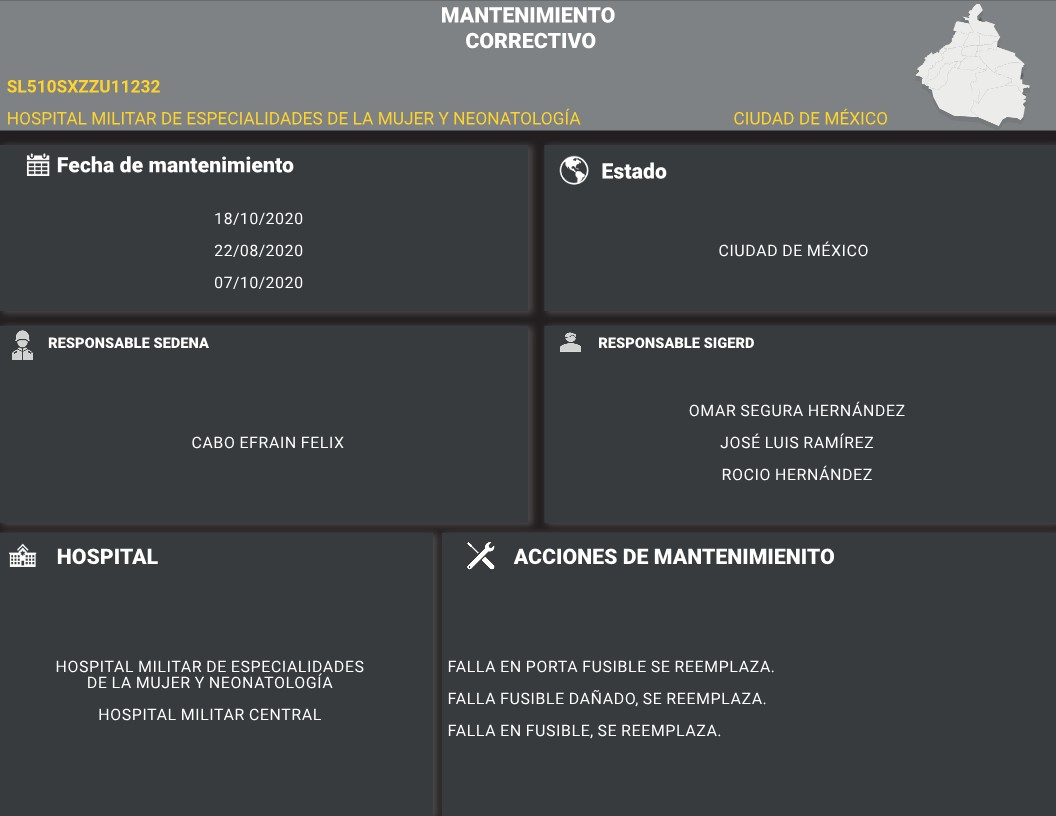 MANTENIMIENTO
CORRECTIVO
SL510SXZZU11232
HOSPITAL MILITAR DE ESPECIALIDADES DE LA MUJER Y NEONATOLOGÍA
CIUDAD DE MÉXICO
Fecha de mantenimiento
18/10/2020
22/08/2020
07/10/2020
Estado
CIUDAD DE MÉXICO
RESPONSABLE SEDENA
CABO EFRAIN FELIX
RESPONSABLE SIGERD
OMAR SEGURA HERNÁNDEZ
JOSÉ LUIS RAMÍREZ
ROCIO HERNÁNDEZ
HOSPITAL
HOSPITAL MILITAR DE ESPECIALIDADES
DE LA MUJER Y NEONATOLOGÍA
HOSPITAL MILITAR CENTRAL
ACCIONES DE MANTENIMIENITO
FALLA EN PORTA FUSIBLE SE REEMPLAZA.
FALLA FUSIBLE DAÑADO, SE REEMPLAZA.
FALLA EN FUSIBLE, SE REEMPLAZA.